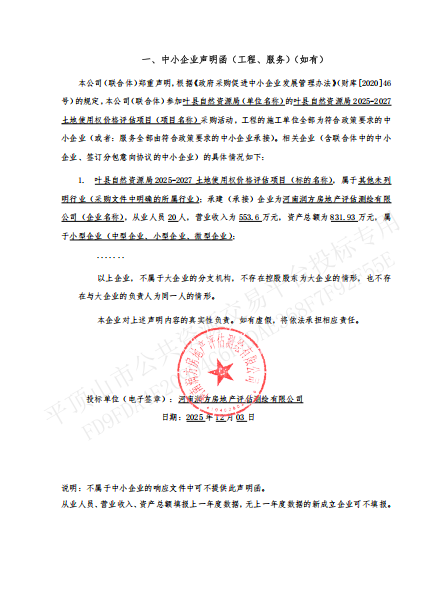 一、中小企业声明函（工程、服务）（如有）
本公司（联合体）郑重声明，根据《政府采购促进中小企业发展管理办法》（财库[2020]46
号）的规定，本公司（联合体）参加叶县自然资源局（单位名称）的叶县自然资源局2025-2027
土地使用权价格评估项目（项目名称）采购活动，工程的施工单位全部为符合政策要求的中
小企业（或者：服务全部由符合政策要求的中小企业承接）。相关企业（含联合体中的中小
企业、签订分包意向协议的中小企业）的具体情况如下：
1. 叶县自然资源局2025-2027 土地使用权价格评估项目（标的名称），属于其他未列
明行业（采购文件中明确的所属行业）；承建（承接）企业为河南润方房地产评估测绘有限公
公司（企业名称），从业人员20人，营业收入为 553.6 万元，资产总额为831.93 万元，属
于小型企业（中型企业、小型企业、微型企业）；
.......
以上企业，不属于大企业的分支机构，不存在控股股东为大企业的情形，也不存
在与大企业的负责人为同一人的情形。
本企业对上述声明内容的真实性负责。如有虚假，将依法承担相应责任。
投标单位（电子签章）：河南润方房地产评估测绘有限公司
日期：2025 年12 月 03 日
说明：不属于中小企业的响应文件中可不提供此声明函。
从业人员、营业收入、资产总额填报上一年度数据，无上一年度数据的新成立企业可不填报。
平顶山市公共资源交易平台投标专用